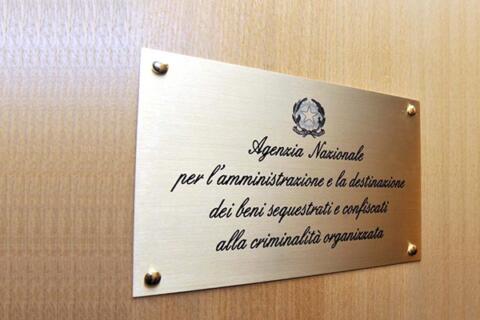 Agenzia Nazionale
per l'amministrazione e la destinazione
dei beni sequestrati e confiscati
alla criminalità organizzata